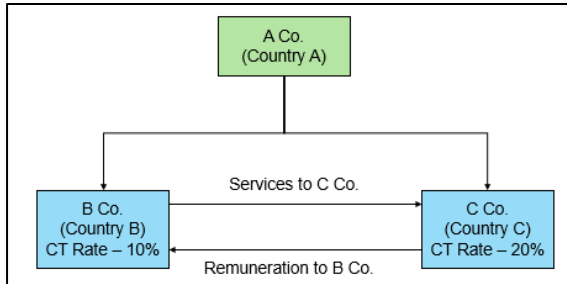 A Co.
(Country A)
Services to C Co.
B Co.
(Country B)
CT Rate – 10%
C Co.
(Country C)
CT Rate – 20%
Remuneration to B Co.